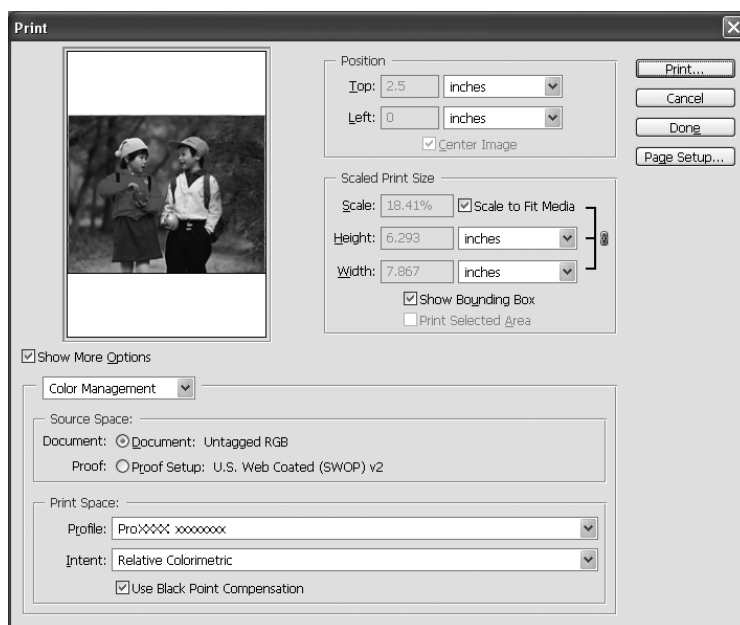 Print
Position
Top: 2.5 inches
Left: 0 inches
Center Image
Scaled Print Size
Scale: 18.41% Scale to Fit Media
Height: 6.293 inches
Width: 7.867 inches
Show Bounding Box
Print Selected Area
Print...
Cancel
Done
Page Setup...
Show More Options
Color Management
Source Space:
Document: Document: Untagged RGB
Proof: Proof Setup: U.S. Web Coated (SWOP) v2
Print Space:
Profile: ProXXX xxxxxxxx
Intent: Relative Colorimetric
Use Black Point Compensation